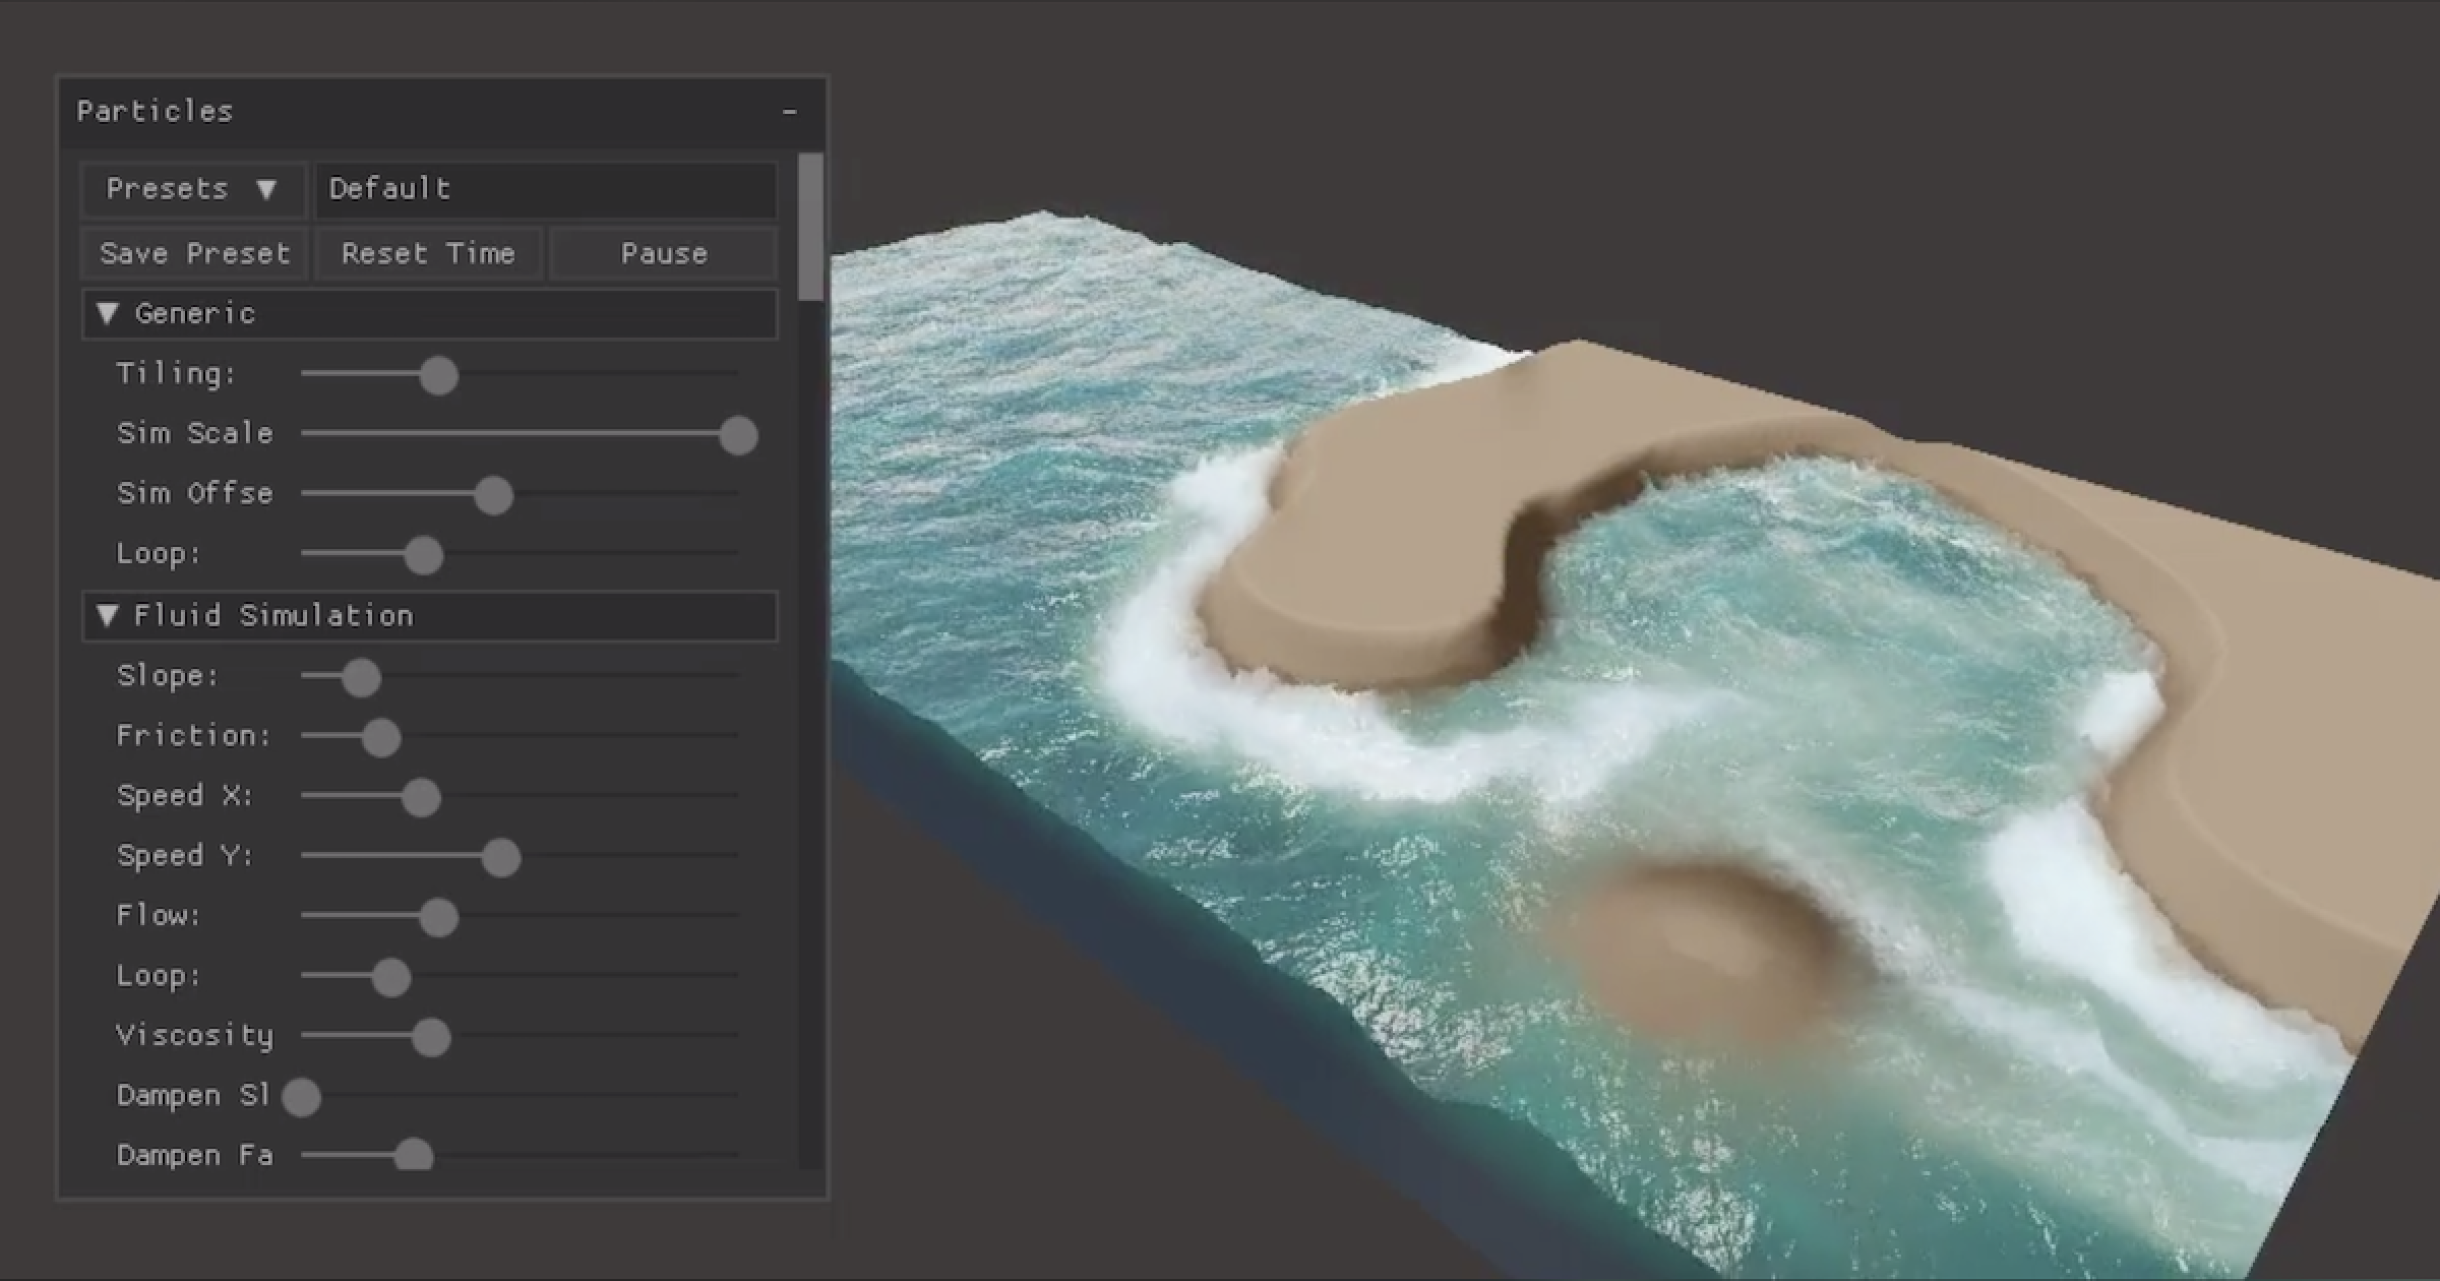 Particles -
Presets ▼ Default
Save Preset Reset Time Pause
▼ Generic
Tiling:
Sim Scale
Sim Offse
Loop:
▼ Fluid Simulation
Slope:
Friction:
Speed X:
Speed Y:
Flow:
Loop:
Viscosity
Dampen Sl
Dampen Fa